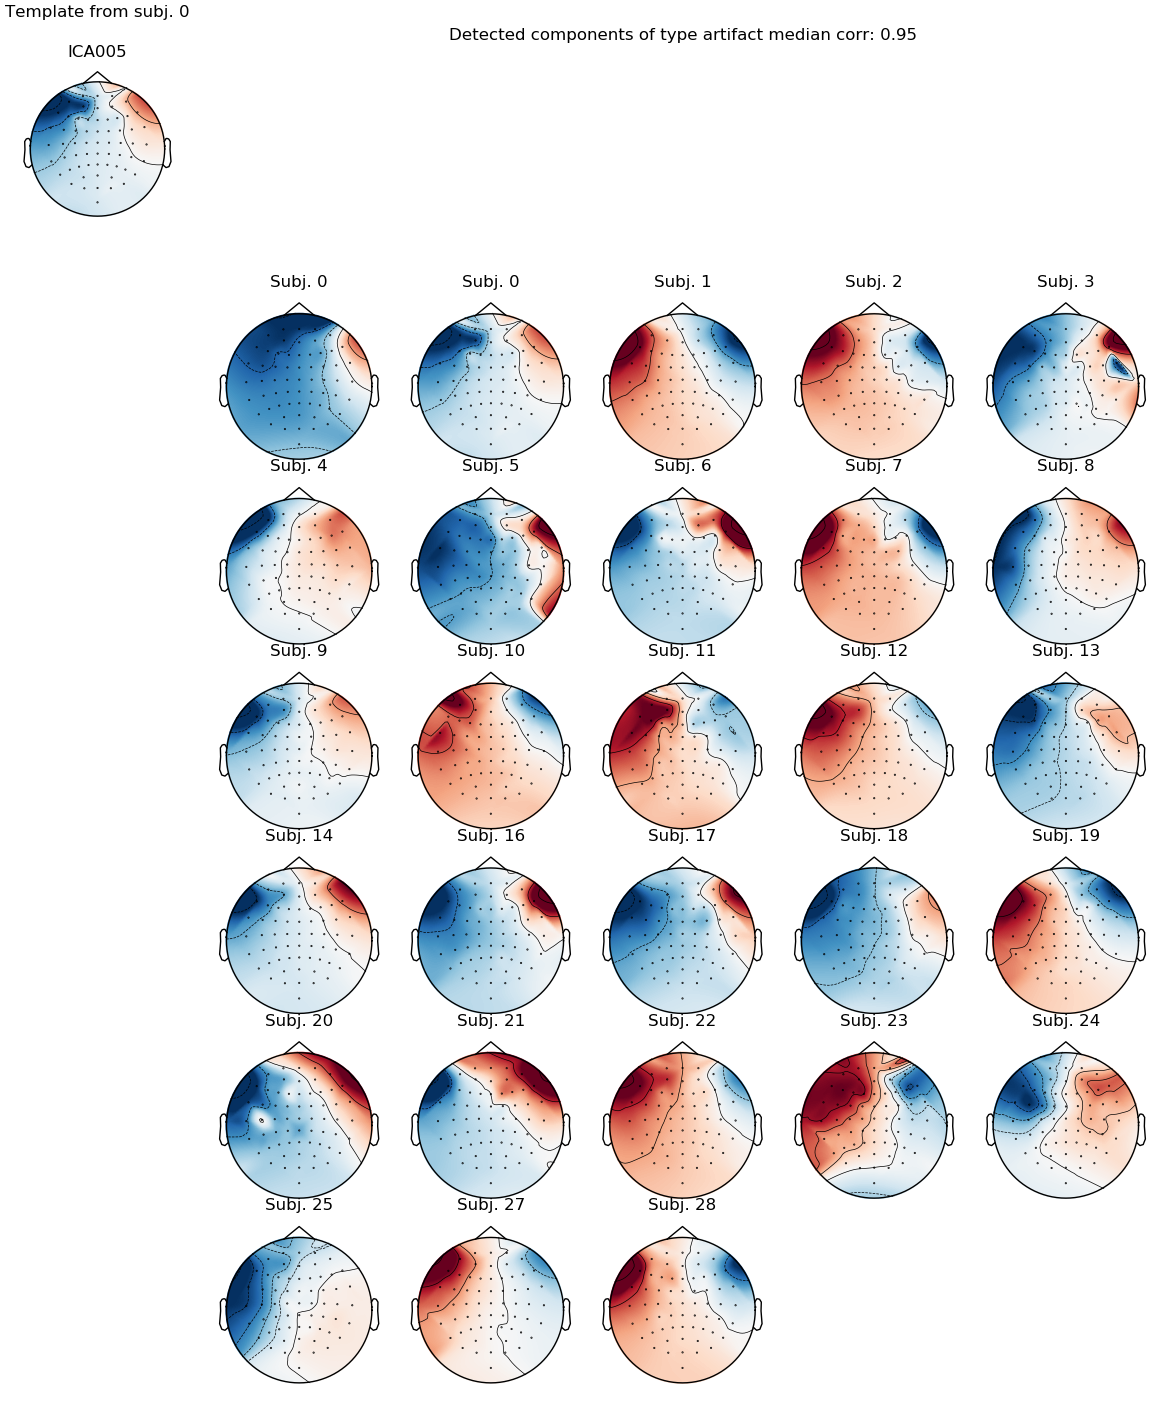 Template from subj. 0
Detected components of type artifact median corr: 0.95
ICA005
Subj. 0
Subj. 0
Subj. 1
Subj. 2
Subj. 3
Subj. 4
Subj. 5
Subj. 6
Subj. 7
Subj. 8
Subj. 9
Subj. 10
Subj. 11
Subj. 12
Subj. 13
Subj. 14
Subj. 16
Subj. 17
Subj. 18
Subj. 19
Subj. 20
Subj. 21
Subj. 22
Subj. 23
Subj. 24
Subj. 25
Subj. 27
Subj. 28